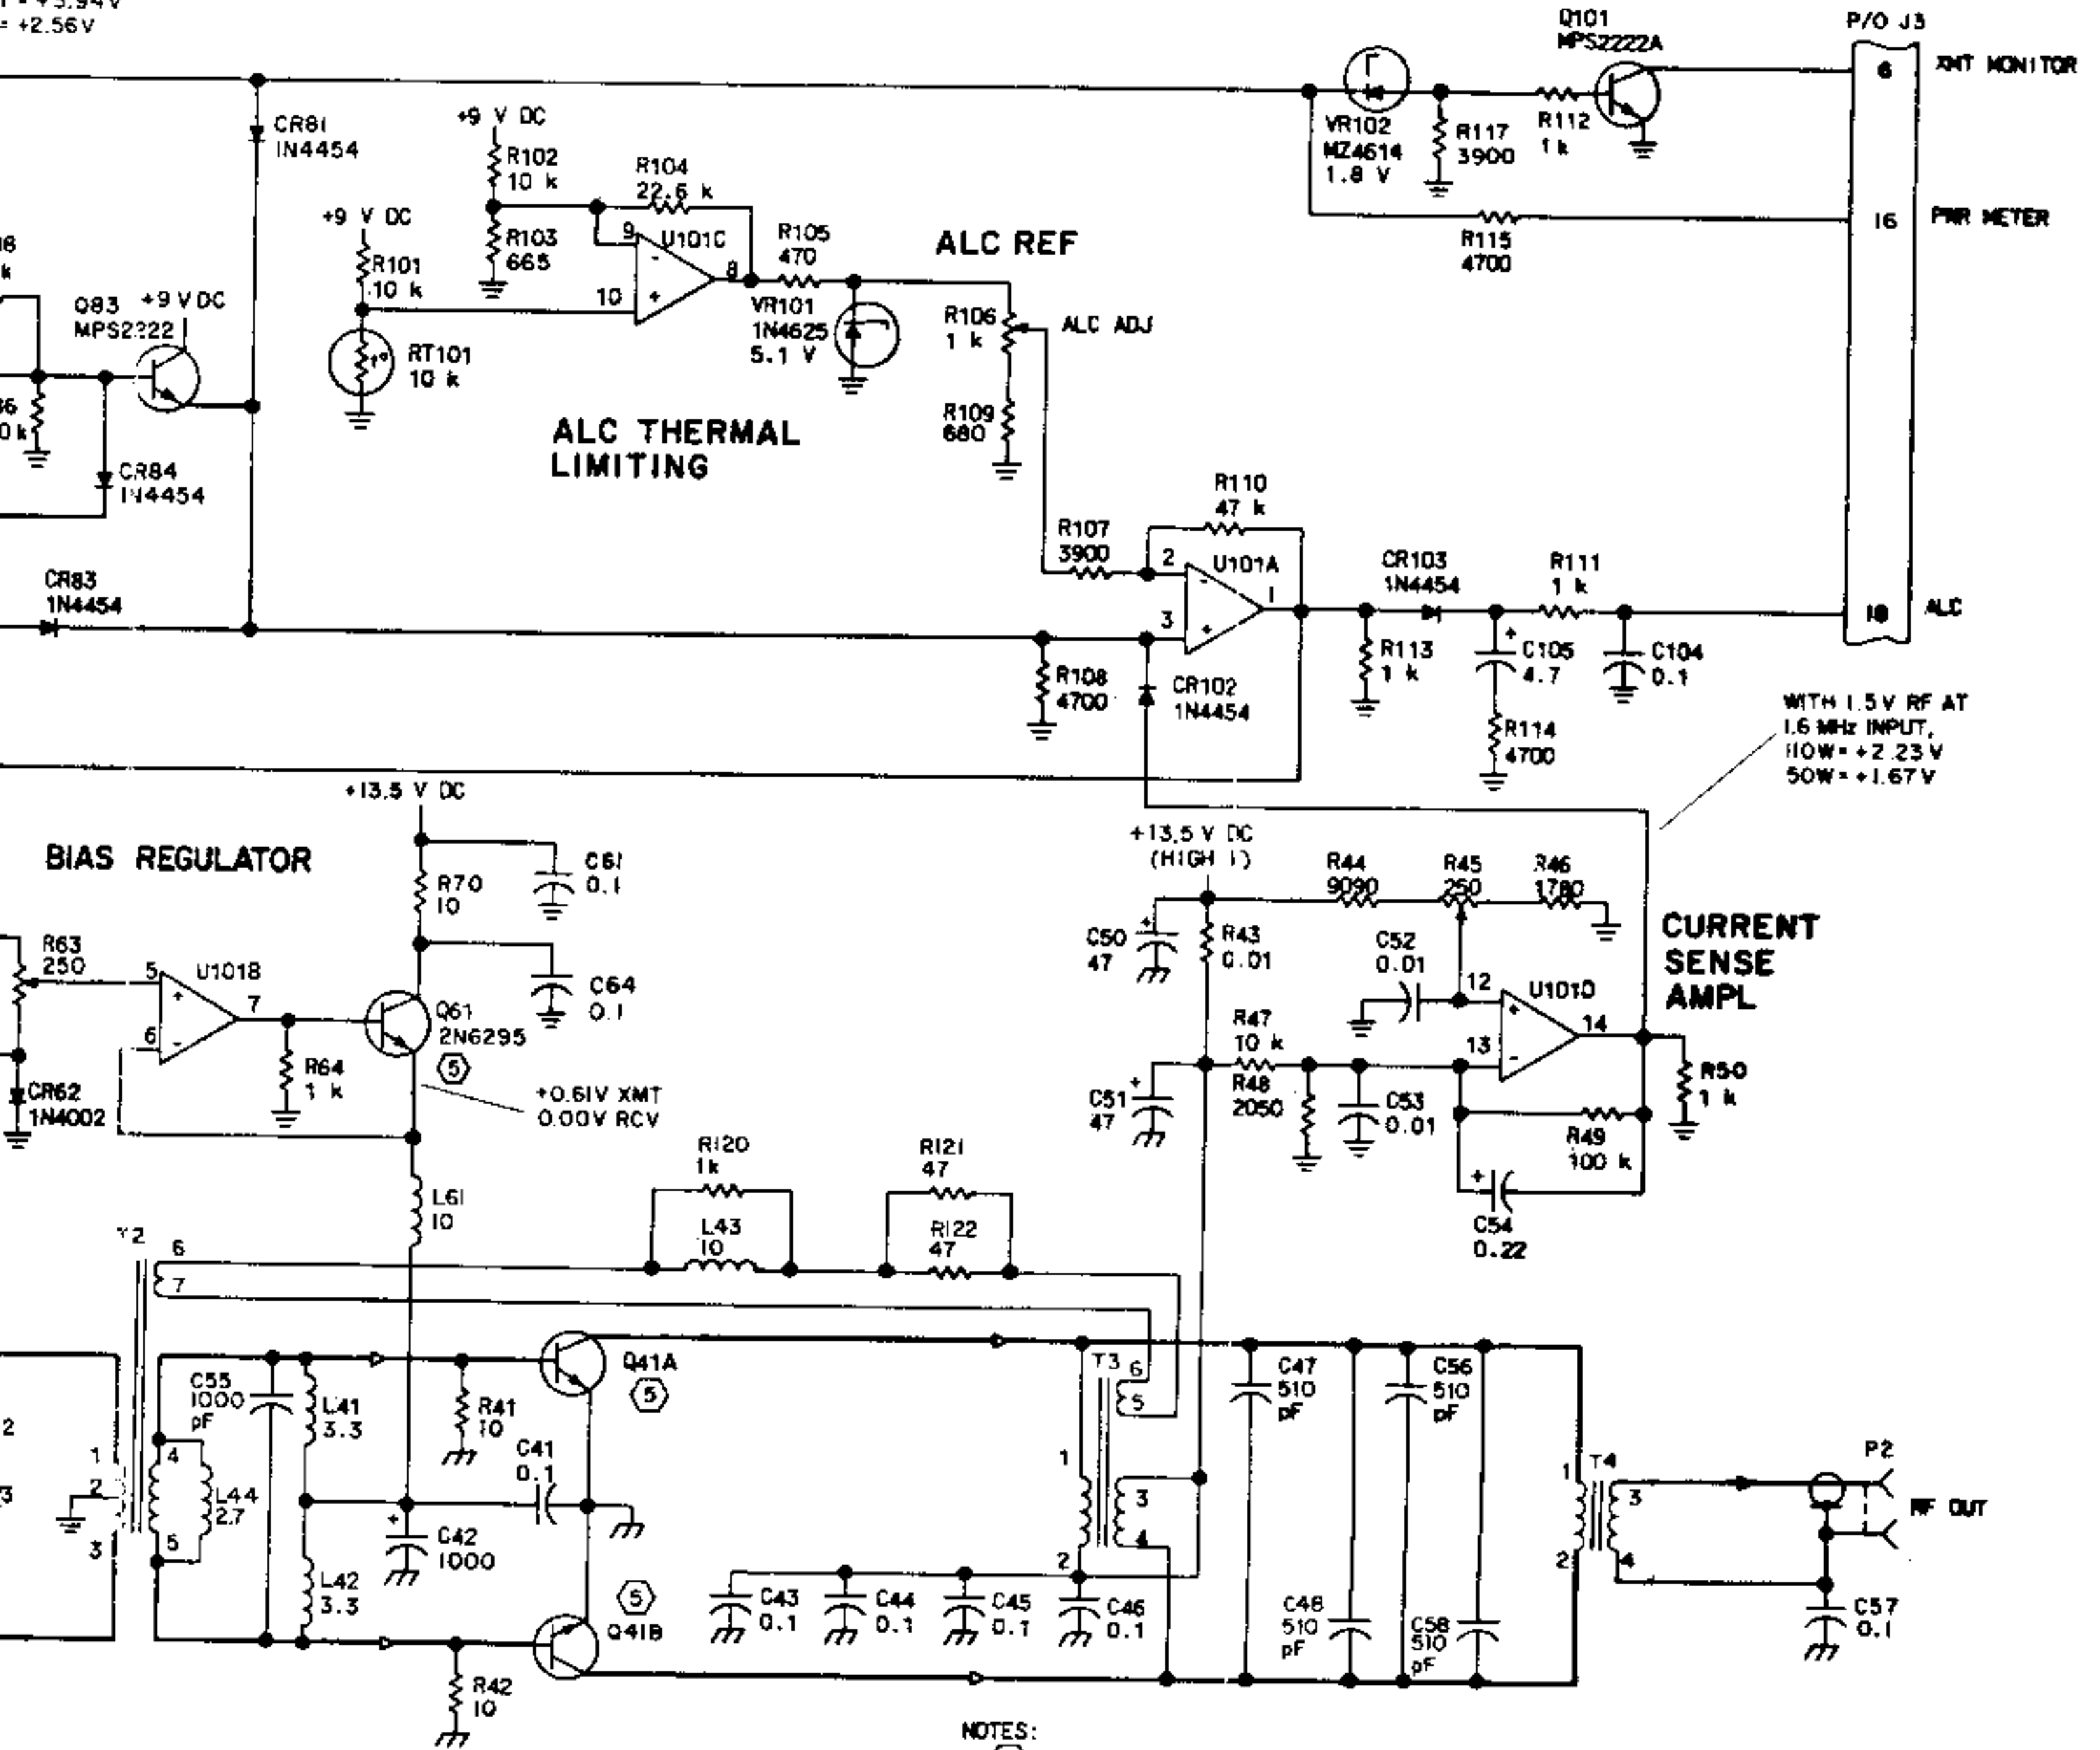 = +2.56V
Q101
MPS2222A
P/O J3
6
XMT MONITOR
CR81
1N4454
+9 V DC
R102
10 k
R104
22.6 k
VR102
MZ4614
1.8 V
R117
3900
R112
1 k
+9 V DC
R101
10 k
R103
665
9
U101C
8
10
R105
470
ALC REF
R115
4700
16
PWR METER
Q83
MPS2222
+9 V DC
VR101
1N4625
5.1 V
R106
1 k
ALC ADJ
RT101
10 k
t°
R109
680
ALC THERMAL
LIMITING
CR84
1N4454
R110
47 k
R107
3900
2
U101A
1
3
CR103
1N4454
R111
1 k
18
ALC
CR83
1N4454
R108
4700
CR102
1N4454
R113
1 k
+
C105
4.7
C104
0.1
R114
4700
WITH 1.5 V RF AT
1.6 MHz INPUT,
110W = +2.23 V
50W = +1.67V
+13.5 V DC
BIAS REGULATOR
C61
0.1
R70
10
+13.5 V DC
(HIGH I)
R44
9090
R45
250
R46
1780
CURRENT
SENSE
AMPL
R63
250
5
U101B
7
6
C64
0.1
Q61
2N6295
5
R64
1 k
CR62
1N4002
+0.61V XMT
0.00V RCV
+
C50
47
R43
0.01
C52
0.01
12
U101D
14
13
R47
10 k
R48
2050
+
C51
47
C53
0.01
R50
1 k
R49
100 k
+
C54
0.22
L61
10
R120
1k
L43
10
R121
47
R122
47
T2
6
7
Q41A
5
C55
1000
pF
L41
3.3
R41
10
C41
0.1
T3
6
5
1
3
4
2
C47
510
pF
C56
510
pF
1
2
3
4
5
L44
2.7
+
C42
1000
L42
3.3
5
Q41B
R42
10
C43
0.1
C44
0.1
C45
0.1
C46
0.1
C48
510
pF
C58
510
pF
1
T4
3
2
4
P2
RF OUT
C57
0.1
NOTES: